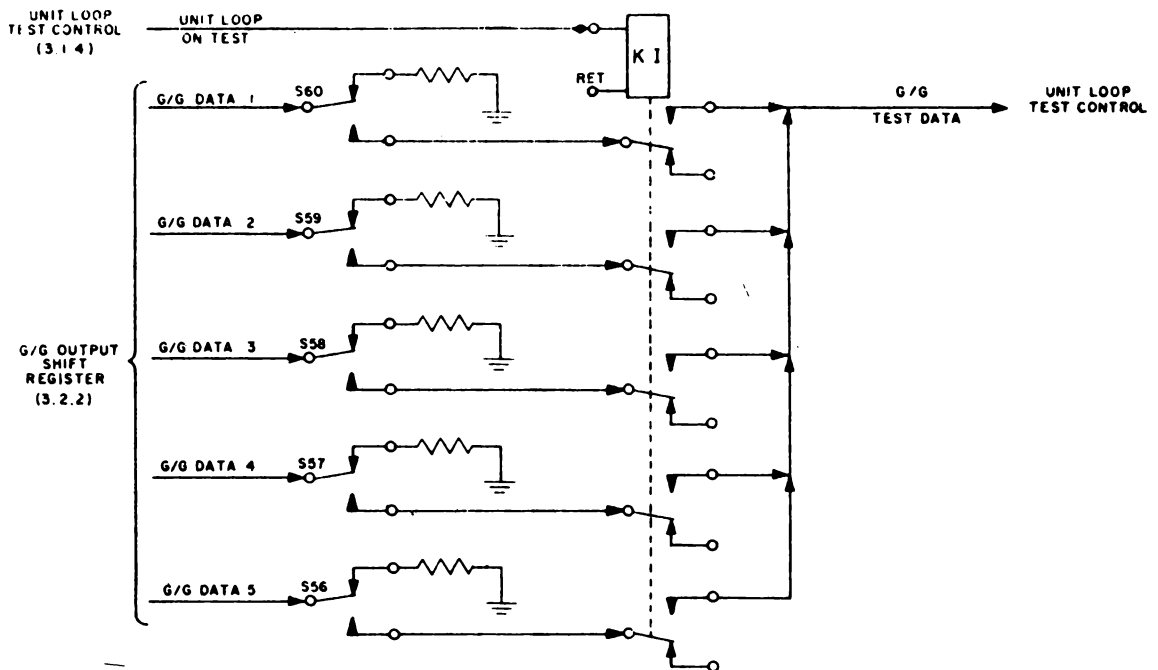 UNIT LOOP
TEST CONTROL
(3.1.4)
UNIT LOOP
ON TEST
K I
RET
G/G DATA 1
S60
G/G
TEST DATA
UNIT LOOP
TEST CONTROL
G/G DATA 2
S59
G/G OUTPUT
SHIFT
REGISTER
(3.2.2)
G/G DATA 3
S58
G/G DATA 4
S57
G/G DATA 5
S56